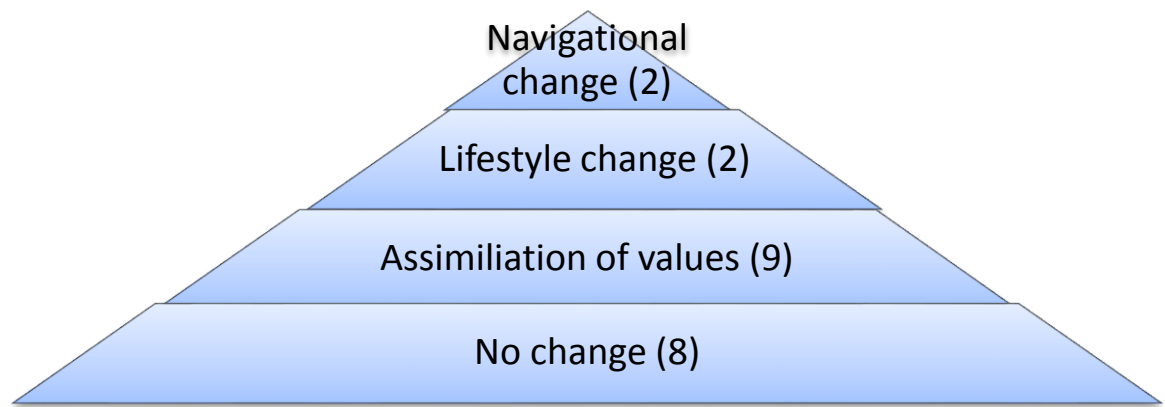 Navigational
change (2)
Lifestyle change (2)
Assimiliation of values (9)
No change (8)